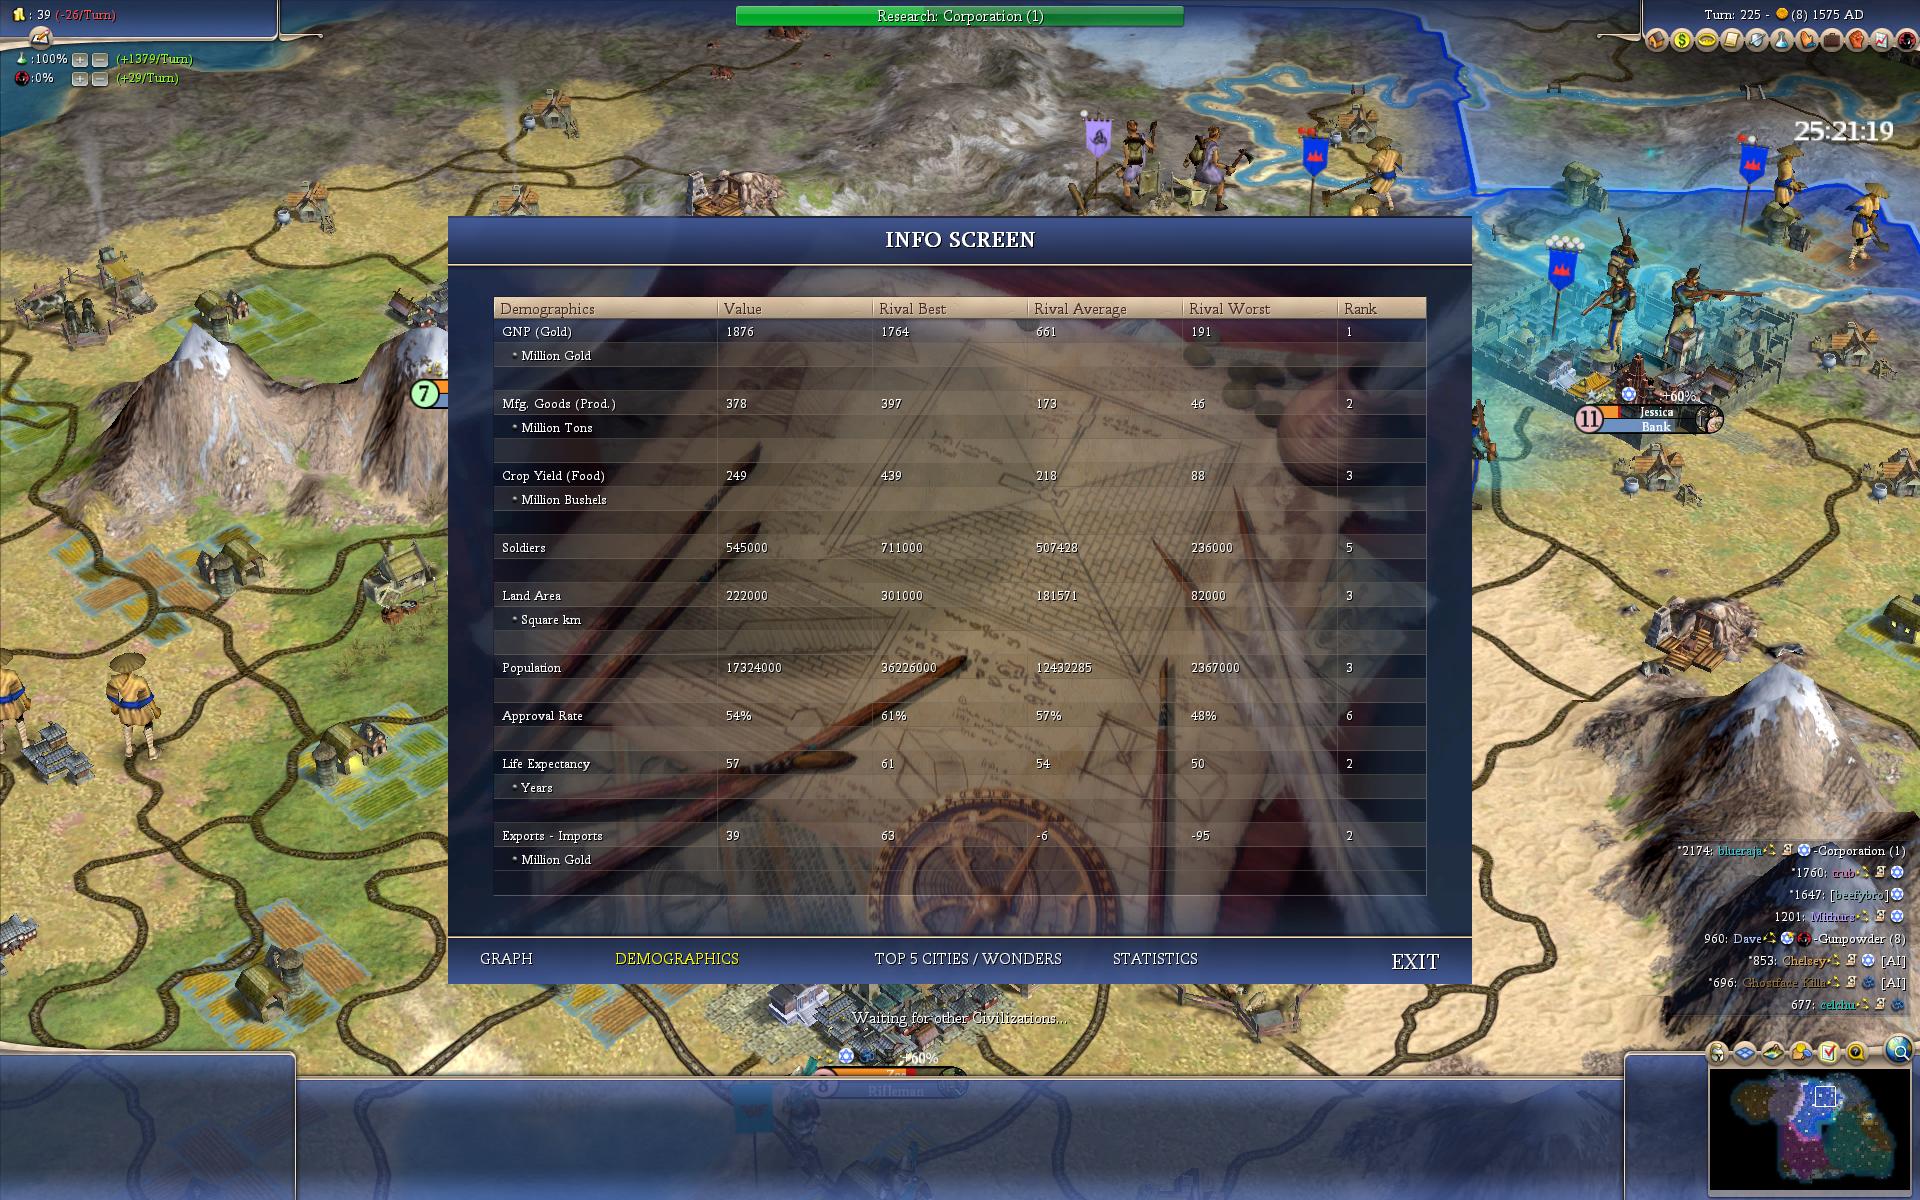 : 39 (-26/Turn)
Research: Corporation (1)
Turn: 225 - (8) 1575 AD
:100% (+1379/Turn)
:0% (+29/Turn)
25:21:19
INFO SCREEN
Demographics Value Rival Best Rival Average Rival Worst Rank
GNP (Gold) 1876 1764 661 191 1
* Million Gold
Mfg. Goods (Prod.) 378 397 173 46 2
* Million Tons
Crop Yield (Food) 249 439 218 88 3
* Million Bushels
Soldiers 545000 711000 507428 236000 5
Land Area 222000 301000 181571 82000 3
* Square km
Population 17324000 36226000 12432285 2367000 3
Approval Rate 54% 61% 57% 48% 6
Life Expectancy 57 61 54 50 2
* Years
Exports - Imports 39 63 -6 -95 2
* Million Gold
GRAPH DEMOGRAPHICS TOP 5 CITIES / WONDERS STATISTICS EXIT
7
+60%
11 Jessica
Bank
*2174: blueraja -Corporation (1)
*1760: trub
*1647: [beefybro]
1201: Mithurs
960: Dave -Gunpowder (8)
*853: Chelsey [AI]
*696: Ghostface Killa [AI]
677: celchu
Waiting for other Civilizations...
+60%
8
Rifleman